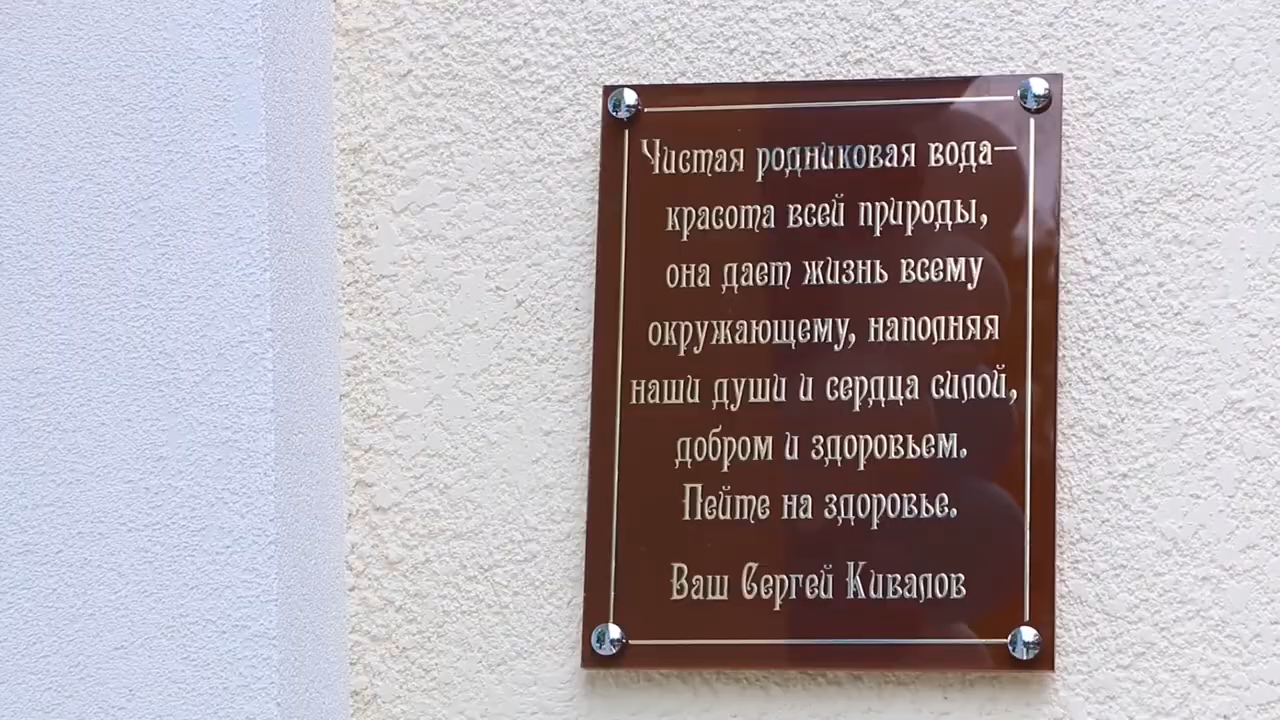 Чистая родниковая вода—
красота всей природы,
она дает жизнь всему
окружающему, наполняя
наши души и сердца силой,
добром и здоровьем.
Пейте на здоровье.
Ваш Сергей Кивалов